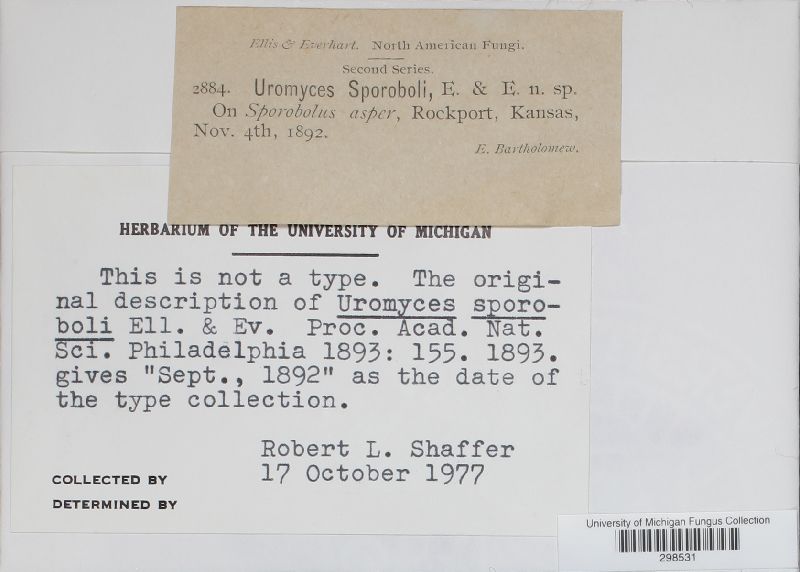 Ellis & Everhart. North American Fungi.
Second Series.
2884. Uromyces Sporoboli, E. & E. n. sp.
On Sporobolus asper, Rockport, Kansas,
Nov. 4th, 1892.
E. Bartholomew.
HERBARIUM OF THE UNIVERSITY OF MICHIGAN
This is not a type. The origi-
nal description of Uromyces sporo-
boli Ell. & Ev. Proc. Acad. Nat.
Sci. Philadelphia 1893: 155. 1893.
gives "Sept., 1892" as the date of
the type collection.
Robert L. Shaffer
17 October 1977
COLLECTED BY
DETERMINED BY
University of Michigan Fungus Collection
298531